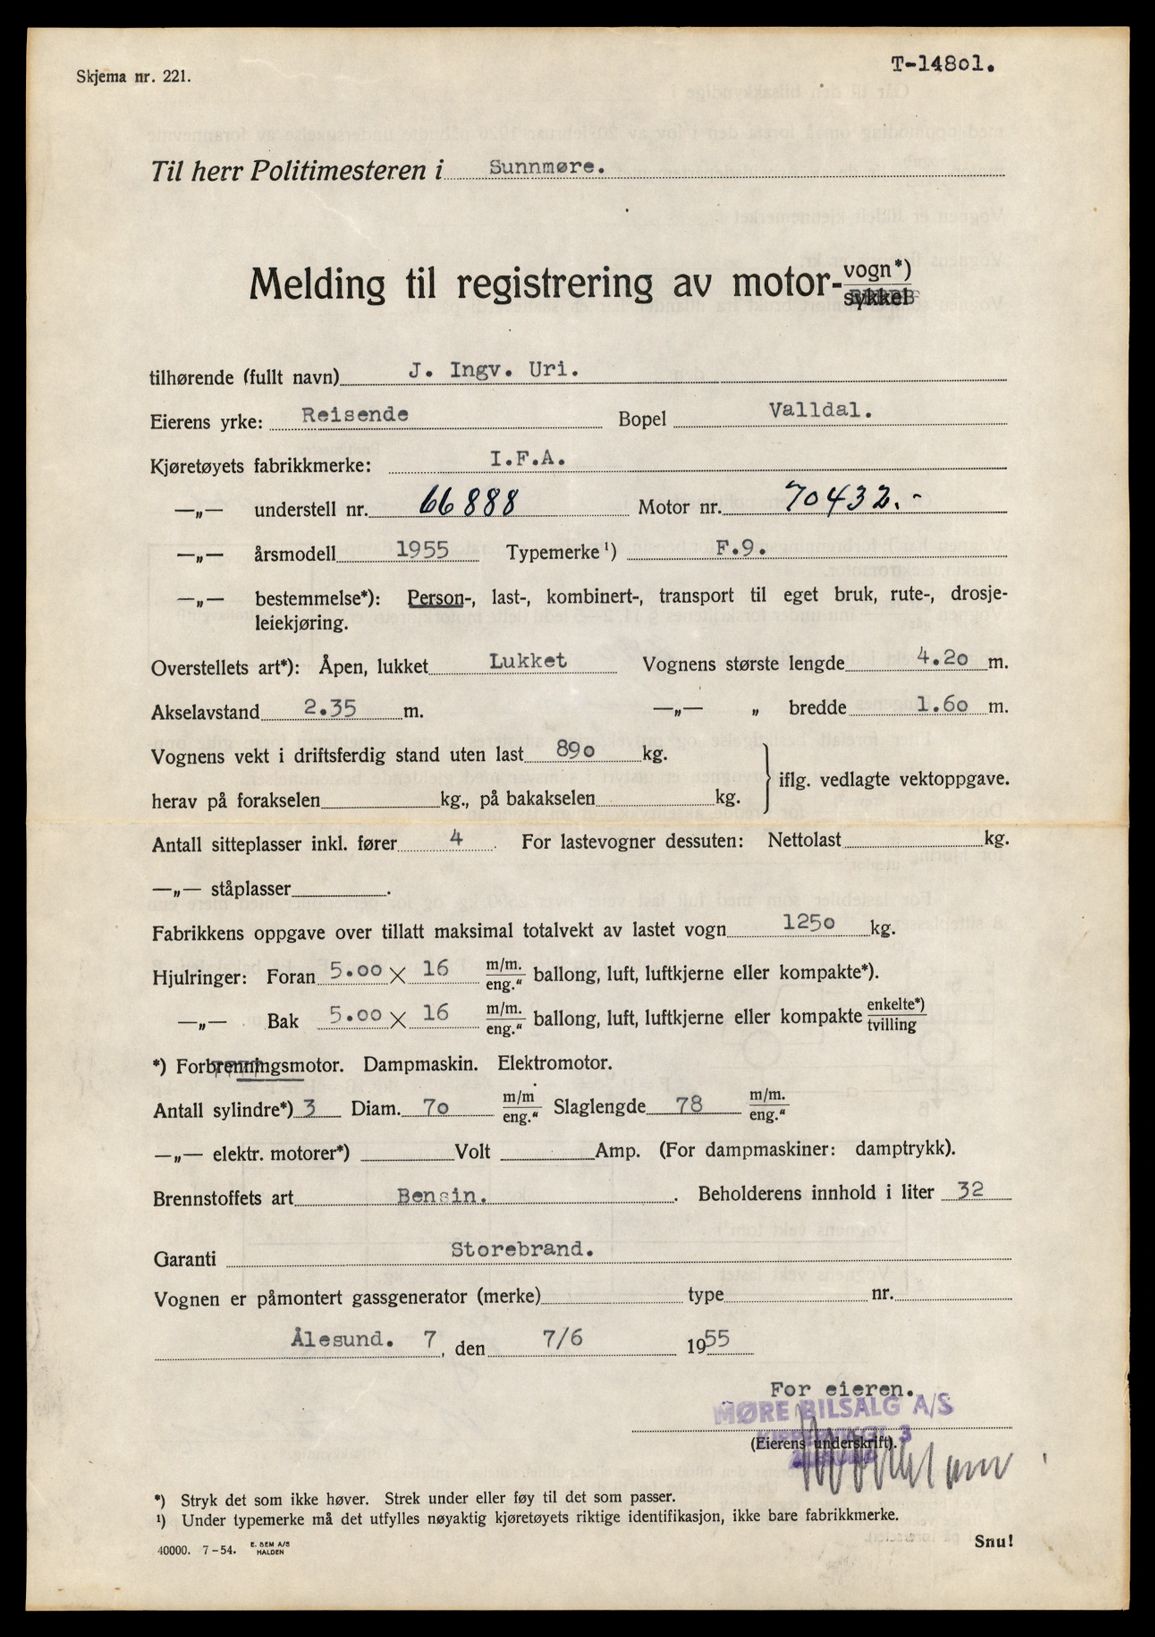 T-14801.
Skjema nr. 221.
Til herr Politimesteren i Sunnmøre.
Melding til registrering av motor-vogn*)
sykkel
tilhørende (fullt navn) J. Ingv. Uri.
Eierens yrke: Reisende Bopel Valldal.
Kjøretøyets fabrikkmerke: I.F.A.
—„— understell nr. 66888 Motor nr. 70432.-
—„— årsmodell 1955 Typemerke¹) F.9.
—„— bestemmelse*): Person-, last-, kombinert-, transport til eget bruk, rute-, drosje-
leiekjøring.
Overstellets art*): Åpen, lukket Lukket Vognens største lengde 4.20 m.
Akselavstand 2.35 m. —„— „ bredde 1.60 m.
Vognens vekt i driftsferdig stand uten last 890 kg.
iflg. vedlagte vektoppgave.
herav på forakselen kg., på bakakselen kg.
Antall sitteplasser inkl. fører 4 For lastevogner dessuten: Nettolast kg.
—„— ståplasser .
Fabrikkens oppgave over tillatt maksimal totalvekt av lastet vogn 1250 kg.
Hjulringer: Foran 5.00 × 16 m/m. eng.“ ballong, luft, luftkjerne eller kompakte*).
—„— Bak 5.00 × 16 m/m. eng.“ ballong, luft, luftkjerne eller kompakte enkelte*) tvilling
*) Forbrenningsmotor. Dampmaskin. Elektromotor.
Antall sylindre*) 3 Diam. 70 m/m eng.“ Slaglengde 78 m/m. eng.“
—„— elektr. motorer*) Volt Amp. (For dampmaskiner: damptrykk).
Brennstoffets art Bensin. . Beholderens innhold i liter 32
Garanti Storebrand.
Vognen er påmontert gassgenerator (merke) type nr.
Ålesund. 7, den 7/6 1955
For eieren.
MØRE BILSALG A/S
3
(Eierens underskrift).
ÅLESUND
*) Stryk det som ikke høver. Strek under eller føy til det som passer.
¹) Under typemerke må det utfylles nøyaktig kjøretøyets riktige identifikasjon, ikke bare fabrikkmerke.
40000. 7–54. E. SEM A/S HALDEN
Snu!